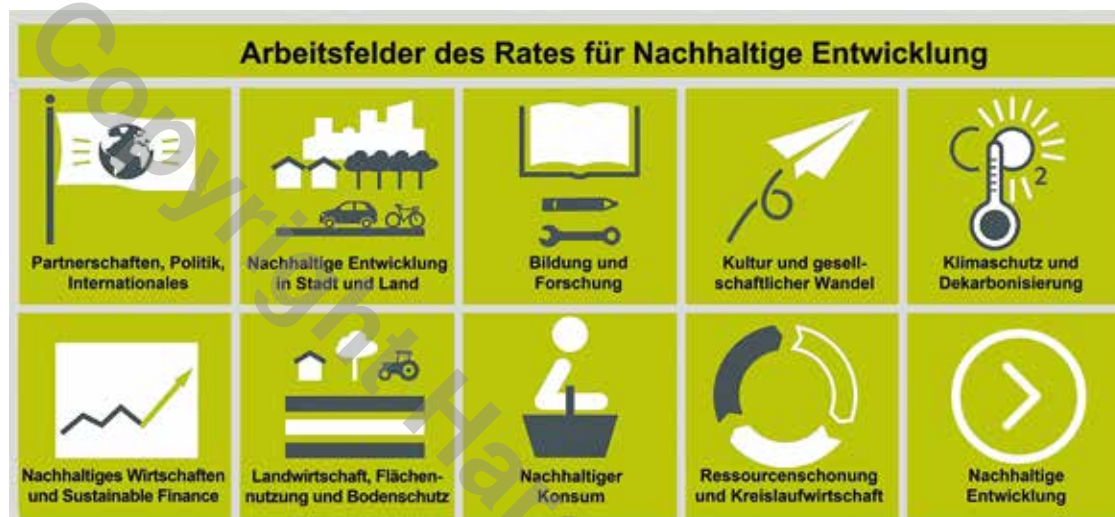 Arbeitsfelder des Rates für Nachhaltige Entwicklung
Partnerschaften, Politik,
Internationales
Nachhaltige Entwicklung
in Stadt und Land
Bildung und
Forschung
Kultur und gesell-
schaftlicher Wandel
CO2
Klimaschutz und
Dekarbonisierung
Nachhaltiges Wirtschaften
und Sustainable Finance
Landwirtschaft, Flächen-
nutzung und Bodenschutz
Nachhaltiger
Konsum
Ressourcenschonung
und Kreislaufwirtschaft
Nachhaltige
Entwicklung
Copyright